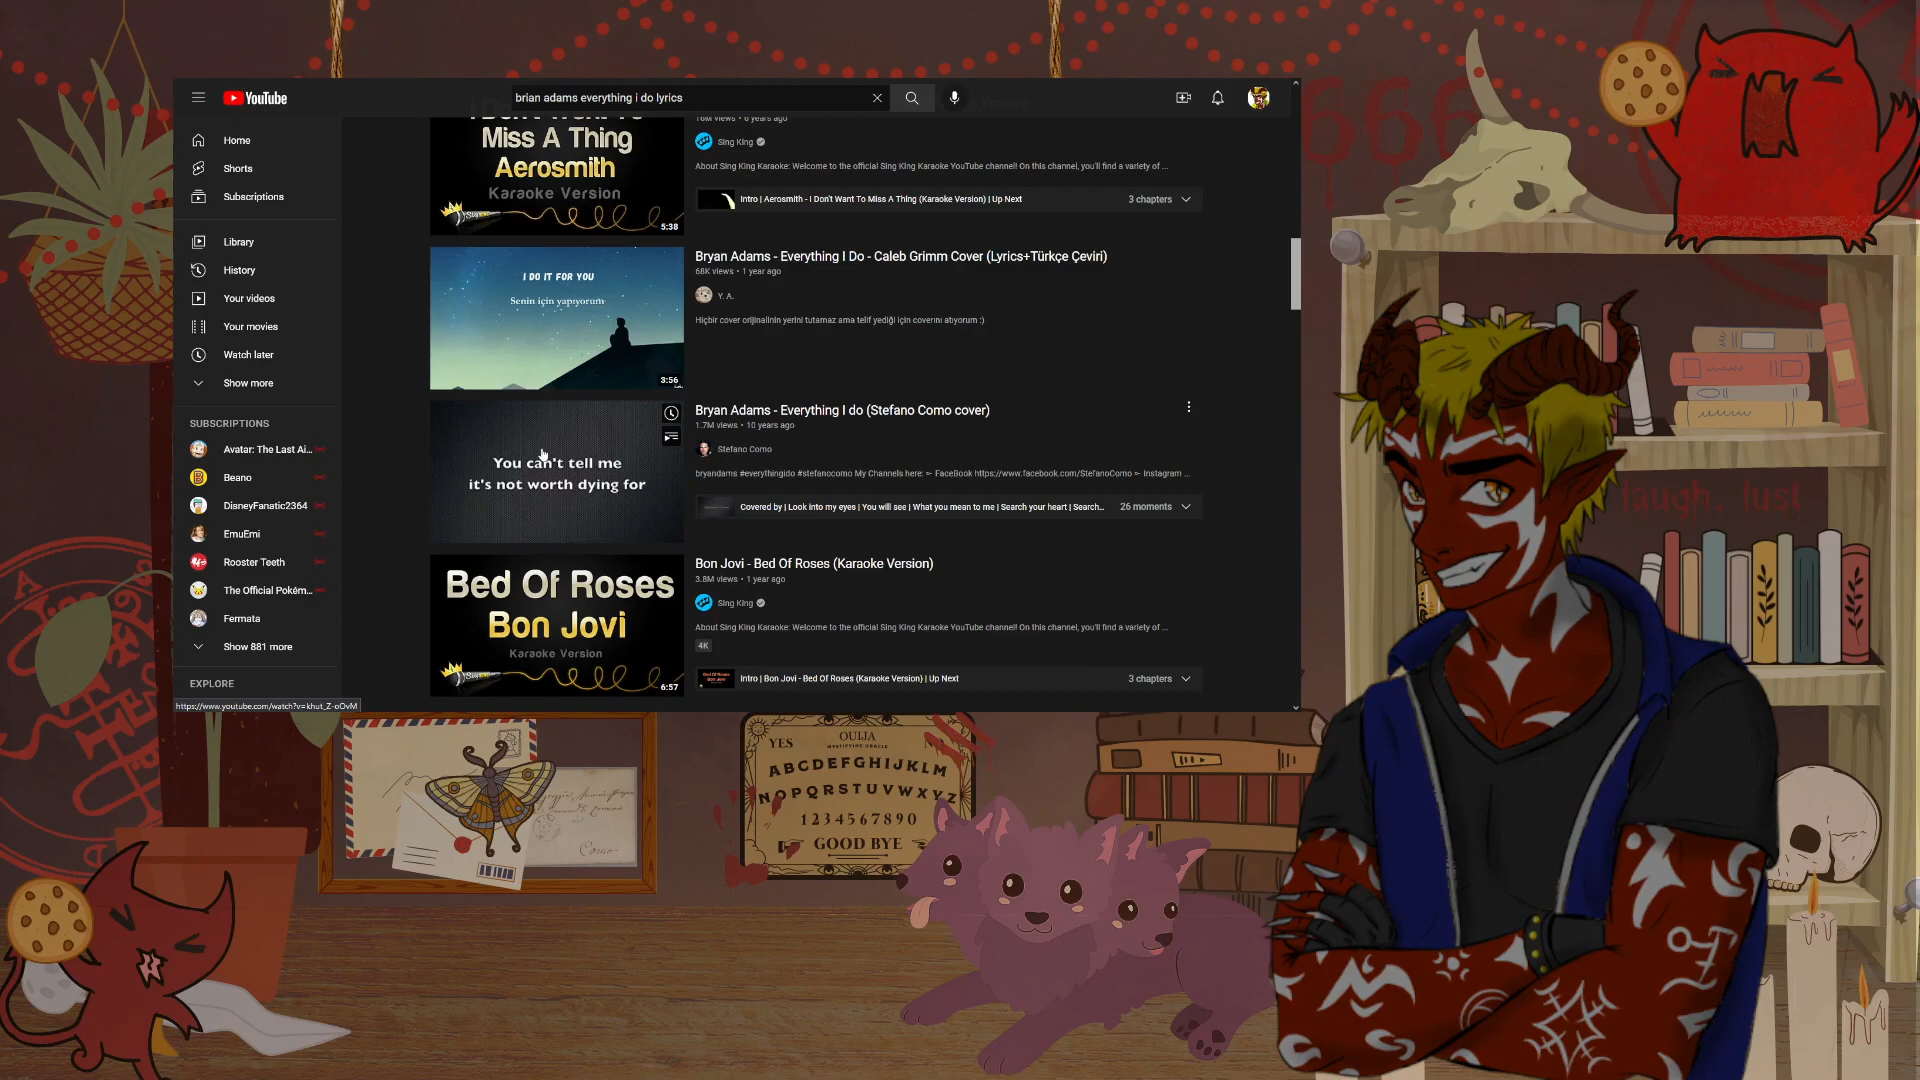 YouTube
brian adams everything i do lyrics
Home
Shorts
Subscriptions
Library
History
Your videos
Your movies
Watch later
Show more
SUBSCRIPTIONS
Avatar: The Last Ai...
Beano
DisneyFanatic2364
EmuEmi
Rooster Teeth
The Official Pokém...
Fermata
Show 881 more
EXPLORE
https://www.youtube.com/watch?v=khut_Z-oOvM
Miss A Thing
Aerosmith
Karaoke Version
5:38
16M views • 6 years ago
Sing King
About Sing King Karaoke: Welcome to the official Sing King Karaoke YouTube channel! On this channel, you'll find a variety of ...
Intro | Aerosmith - I Don't Want To Miss A Thing (Karaoke Version) | Up Next
3 chapters
I DO IT FOR YOU
Senin için yapıyorum
3:56
Bryan Adams - Everything I Do - Caleb Grimm Cover (Lyrics+Türkçe Çeviri)
68K views • 1 year ago
Y. A.
Hiçbir cover orijinalinin yerini tutamaz ama telif yediği için coverını atıyorum :)
You can't tell me
it's not worth dying for
Bryan Adams - Everything I do (Stefano Como cover)
1.7M views • 10 years ago
Stefano Como
bryandams #everythingido #stefanocomo My Channels here: ➳ FaceBook https://www.facebook.com/StefanoComo ➳ Instagram ...
Covered by | Look into my eyes | You will see | What you mean to me | Search your heart | Search...
26 moments
Bed Of Roses
Bon Jovi
Karaoke Version
6:57
Bon Jovi - Bed Of Roses (Karaoke Version)
3.8M views • 1 year ago
Sing King
About Sing King Karaoke: Welcome to the official Sing King Karaoke YouTube channel! On this channel, you'll find a variety of ...
4K
Intro | Bon Jovi - Bed Of Roses (Karaoke Version) | Up Next
3 chapters
666
laugh, lust
YES
OUIJA
MYSTIFYING ORACLE
ABCDEFGHIJKLM
NOPQRSTUVWXYZ
1234567890
GOOD BYE
Como